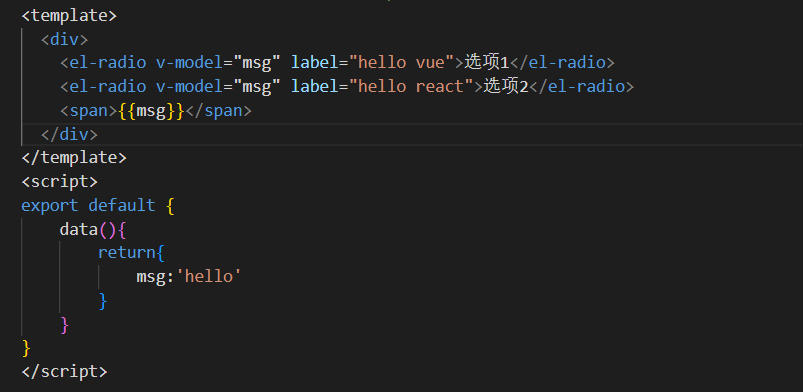 <template>
<div>
<el-radio v-model="msg" label="hello vue">选项1</el-radio>
<el-radio v-model="msg" label="hello react">选项2</el-radio>
<span>{{msg}}</span>
</div>
</template>
<script>
export default {
data(){
return{
msg:'hello'
}
}
}
</script>